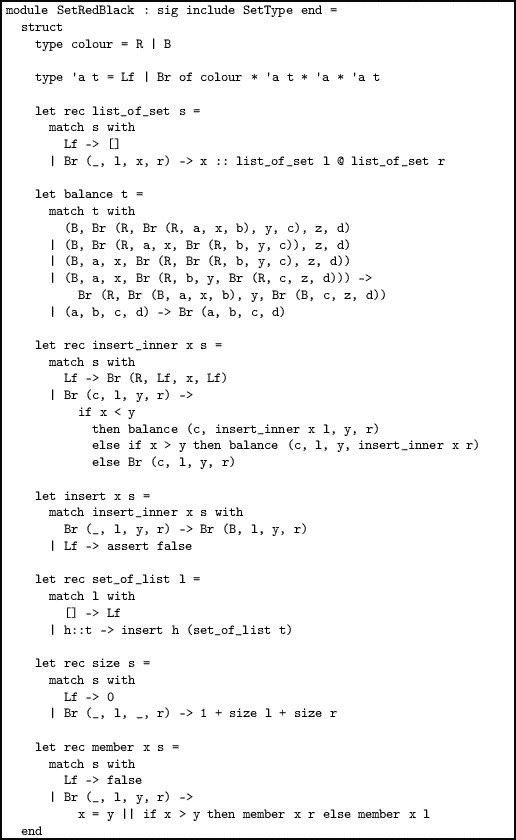 module SetRedBlack : sig include SetType end =
  struct
    type colour = R | B

    type 'a t = Lf | Br of colour * 'a t * 'a * 'a t

    let rec list_of_set s =
      match s with
        Lf -> []
      | Br (_, l, x, r) -> x :: list_of_set l @ list_of_set r

    let balance t =
      match t with
        (B, Br (R, Br (R, a, x, b), y, c), z, d)
      | (B, Br (R, a, x, Br (R, b, y, c)), z, d)
      | (B, a, x, Br (R, Br (R, b, y, c), z, d))
      | (B, a, x, Br (R, b, y, Br (R, c, z, d))) ->
          Br (R, Br (B, a, x, b), y, Br (B, c, z, d))
      | (a, b, c, d) -> Br (a, b, c, d)

    let rec insert_inner x s =
      match s with
        Lf -> Br (R, Lf, x, Lf)
      | Br (c, l, y, r) ->
          if x < y
            then balance (c, insert_inner x l, y, r)
            else if x > y then balance (c, l, y, insert_inner x r)
            else Br (c, l, y, r)

    let insert x s =
      match insert_inner x s with
        Br (_, l, y, r) -> Br (B, l, y, r)
      | Lf -> assert false

    let rec set_of_list l =
      match l with
        [] -> Lf
      | h::t -> insert h (set_of_list t)

    let rec size s =
      match s with
        Lf -> 0
      | Br (_, l, _, r) -> 1 + size l + size r

    let rec member x s =
      match s with
        Lf -> false
      | Br (_, l, y, r) ->
          x = y || if x > y then member x r else member x l
  end